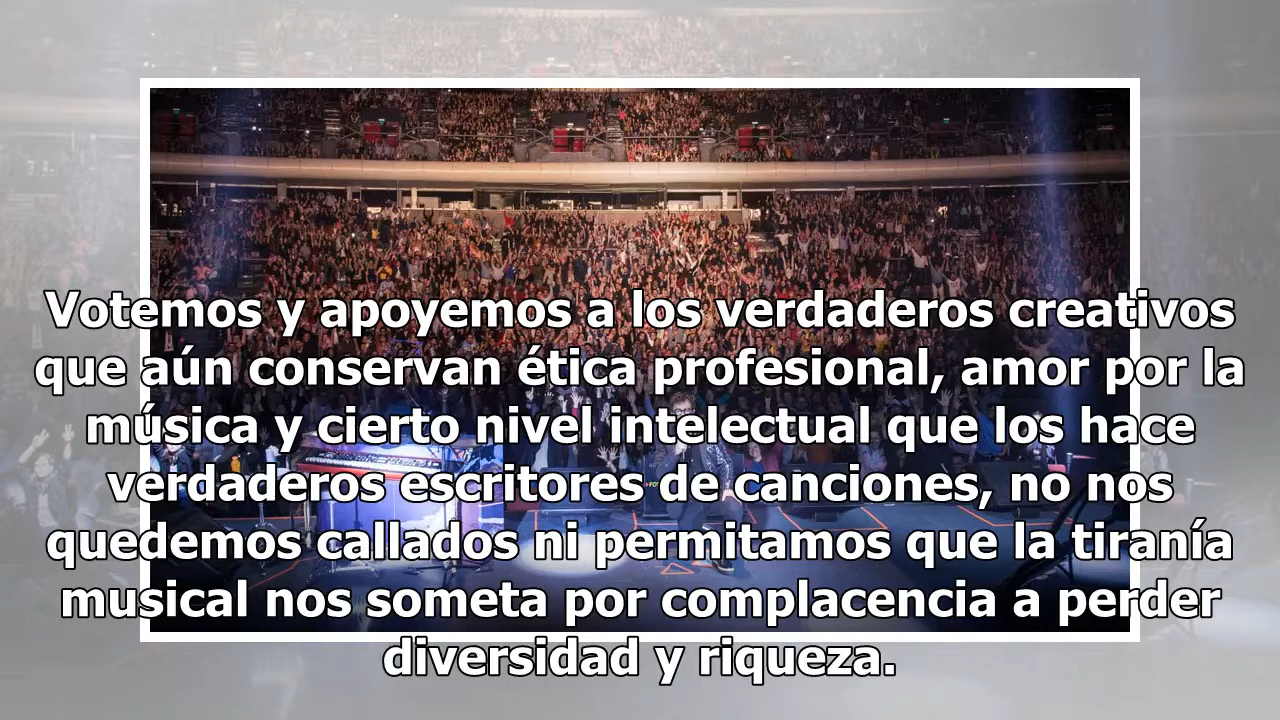 Votemos y apoyemos a los verdaderos creativos
que aún conservan ética profesional, amor por la
música y cierto nivel intelectual que los hace
verdaderos escritores de canciones, no nos
quedemos callados ni permitamos que la tiranía
musical nos someta por complacencia a perder
diversidad y riqueza.